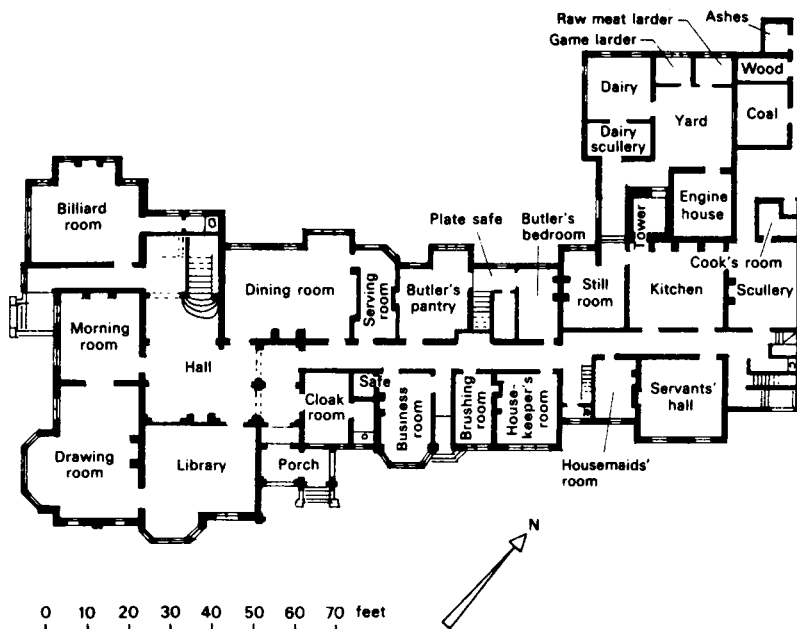 Raw meat larder
Ashes
Game larder
Wood
Dairy
Coal
Yard
Dairy
scullery
Billiard
room
Plate safe
Butler's
bedroom
Tower
Engine
house
Cook's room
Dining room
Serving room
Butler's
pantry
Still
room
Kitchen
Scullery
Morning
room
Hall
Safe
Cloak
room
Business
room
Brushing
room
House-
keeper's
room
Servants'
hall
Drawing
room
Library
Porch
Housemaids'
room
N
0 10 20 30 40 50 60 70 feet